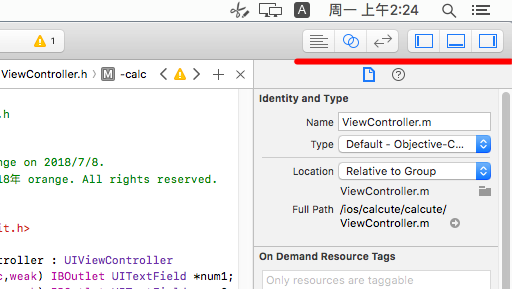 A 周一 上午2:24
1
ViewController.h 〉 M -calc
Identity and Type
.h
Name ViewController.m
Type Default - Objective-C...
nge on 2018/7/8.
Location Relative to Group
18年 orange. All rights reserved.
ViewController.m
Full Path /ios/calcute/calcute/
ViewController.m
it.h>
troller : UIViewController
On Demand Resource Tags
c,weak) IBOutlet UITextField *num1;
Only resources are taggable